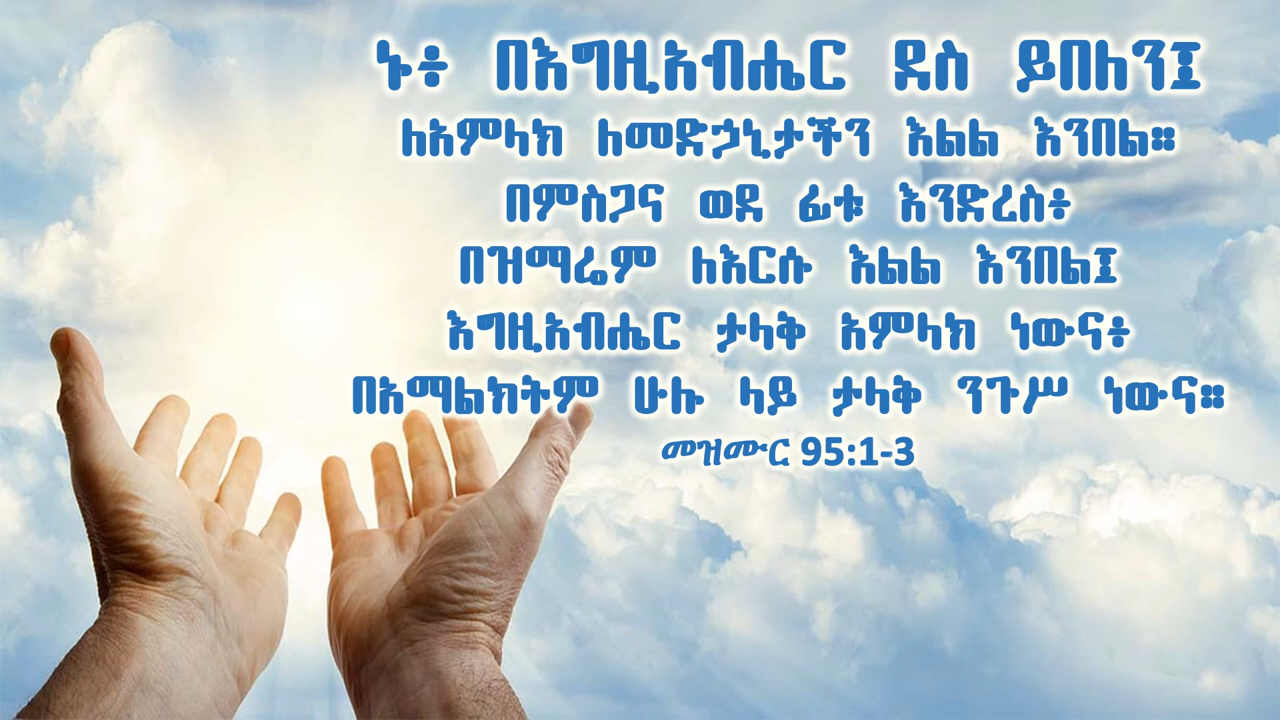 ኑ፥ በእግዚአብሔር ደስ ይበለን፤
ለአምላክ ለመድኃኒታችን እልል እንበል።
በምስጋና ወደ ፊቱ እንድረስ፥
በዝማሬም ለእርሱ እልል እንበል፤
እግዚአብሔር ታላቅ አምላክ ነውና፥
በአማልክትም ሁሉ ላይ ታላቅ ንጉሥ ነውና።
መዝሙር 95:1-3